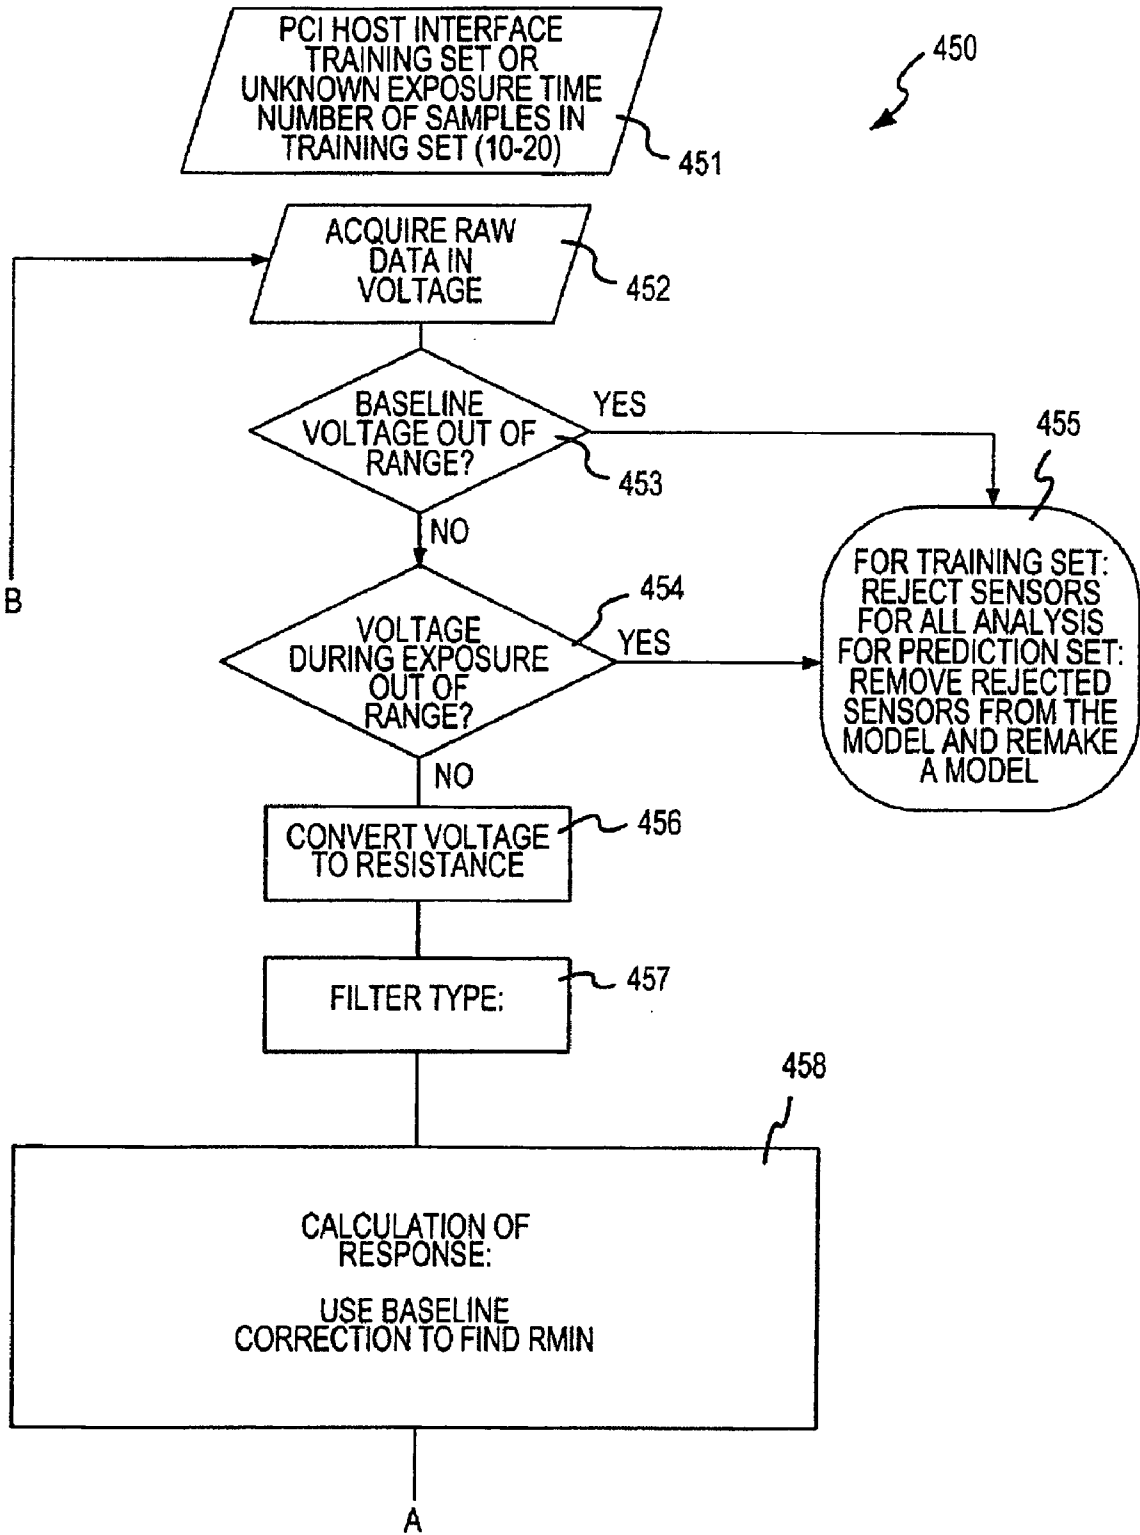 PCI HOST INTERFACE
TRAINING SET OR
UNKNOWN EXPOSURE TIME
NUMBER OF SAMPLES IN
TRAINING SET (10-20)
450
451
ACQUIRE RAW
DATA IN
VOLTAGE
452
BASELINE
VOLTAGE OUT OF
RANGE?
YES
453
NO
455
B
VOLTAGE
DURING EXPOSURE
OUT OF
RANGE?
454
YES
NO
FOR TRAINING SET:
REJECT SENSORS
FOR ALL ANALYSIS
FOR PREDICTION SET:
REMOVE REJECTED
SENSORS FROM THE
MODEL AND REMAKE
A MODEL
CONVERT VOLTAGE
TO RESISTANCE
456
FILTER TYPE:
457
458
CALCULATION OF
RESPONSE:
USE BASELINE
CORRECTION TO FIND RMIN
A